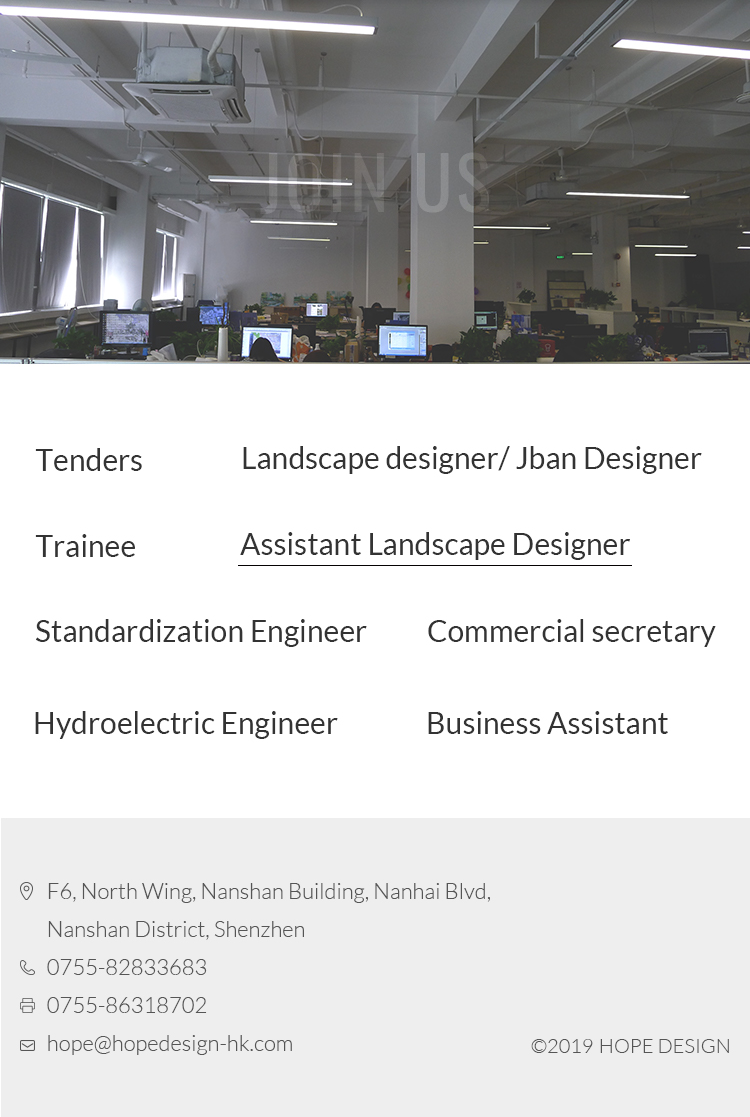 JOIN US
Tenders
Landscape designer/ Jban Designer
Trainee
Assistant Landscape Designer
Standardization Engineer
Commercial secretary
Hydroelectric Engineer
Business Assistant
F6, North Wing, Nanshan Building, Nanhai Blvd,
Nanshan District, Shenzhen
0755-82833683
0755-86318702
hope@hopedesign-hk.com
©2019 HOPE DESIGN